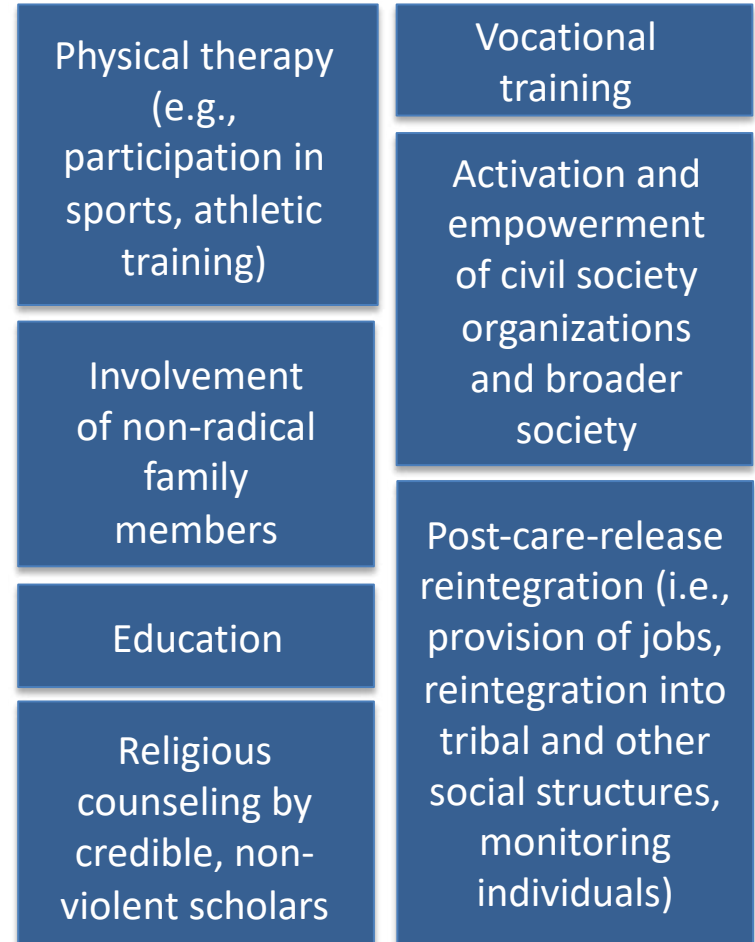 Physical therapy
(e.g.,
participation in
sports, athletic
training)
Involvement
of non-radical
family
members
Education
Religious
counseling by
credible, non-
violent scholars
Vocational
training
Activation and
empowerment
of civil society
organizations
and broader
society
Post-care-release
reintegration (i.e.,
provision of jobs,
reintegration into
tribal and other
social structures,
monitoring
individuals)